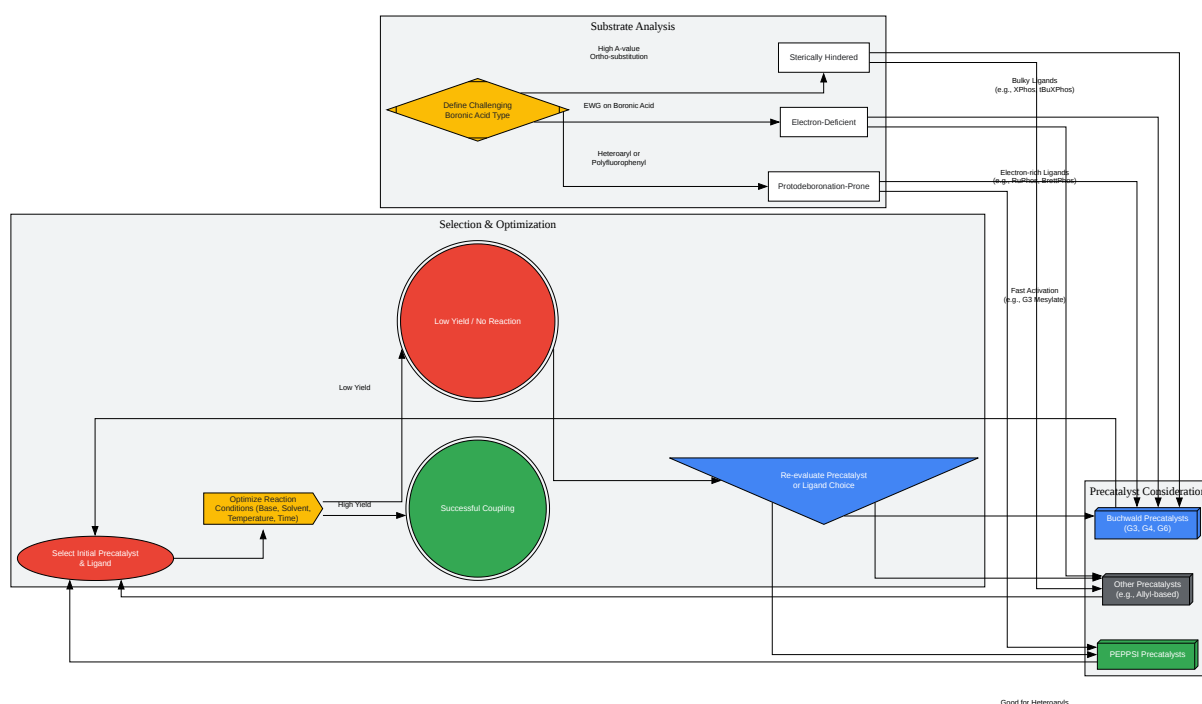 Substrate Analysis
High A-value
Ortho-substitution
Sterically Hindered
Define Challenging
Boronic Acid Type
EWG on Boronic Acid
Electron-Deficient
Heteroaryl or
Polyfluorophenyl
Protodeboronation-Prone
Bulky Ligands
(e.g., XPhos, tBuXPhos)
Electron-rich Ligands
(e.g., RuPhos, BrettPhos)
Fast Activation
(e.g., G3 Mesylate)
Selection & Optimization
Low Yield / No Reaction
Low Yield
Re-evaluate Precatalyst
or Ligand Choice
Optimize Reaction
Conditions (Base, Solvent,
Temperature, Time)
High Yield
Successful Coupling
Select Initial Precatalyst
& Ligand
Precatalyst Consideration
Buchwald Precatalysts
(G3, G4, G6)
Other Precatalysts
(e.g., Allyl-based)
PEPPSI Precatalysts
Good for Heteroaryls